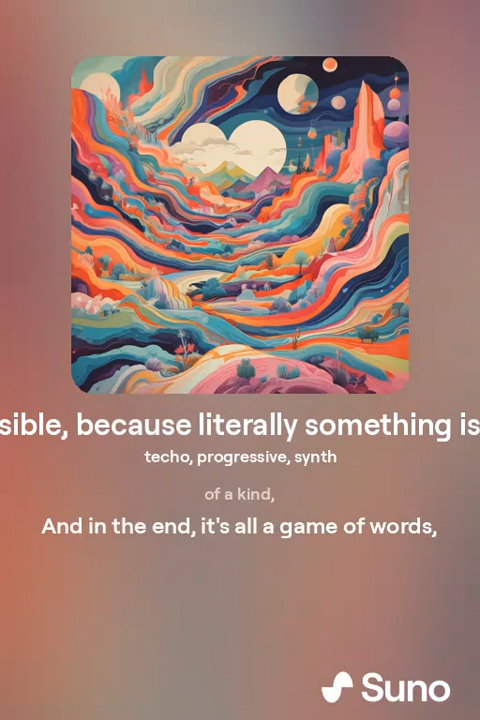 sible, because literally something is
techo, progressive, synth
of a kind,
And in the end, it's all a game of words,
Suno